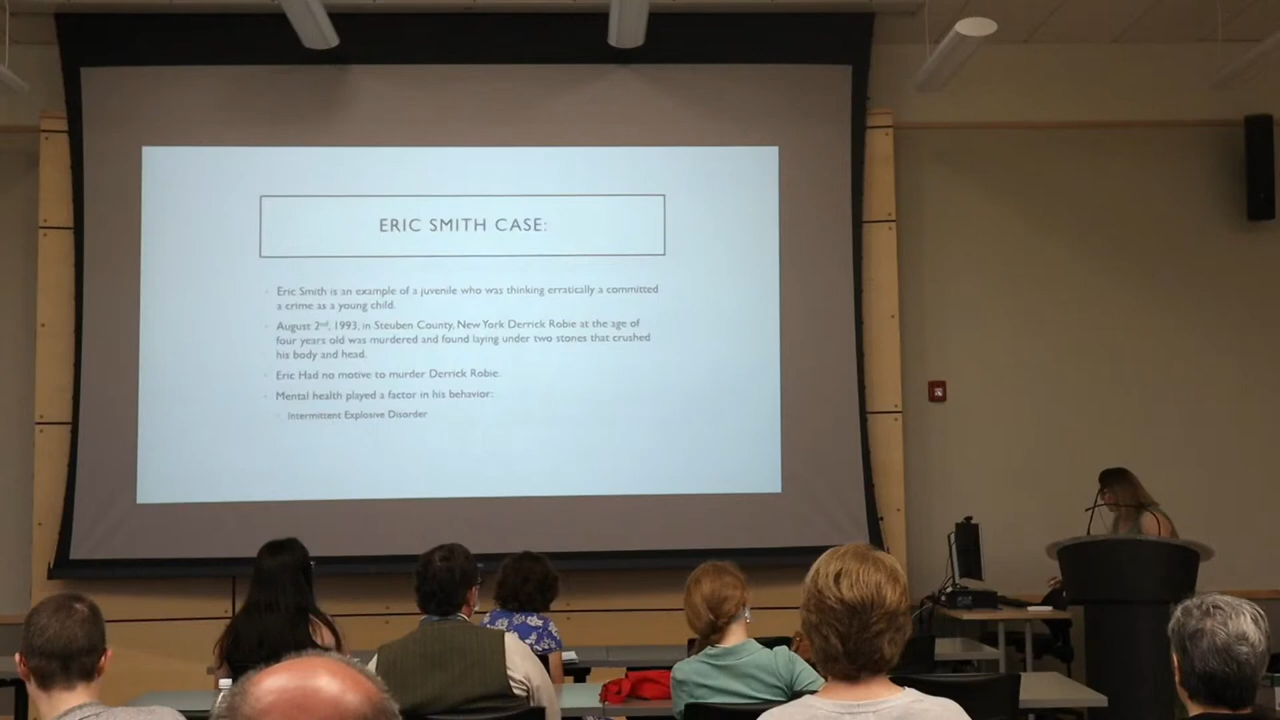 ERIC SMITH CASE:
Eric Smith is an example of a juvenile who was thinking erratically a committed
a crime as a young child.
August 2nd, 1993, in Steuben County, New York Derrick Robie at the age of
four years old was murdered and found laying under two stones that crushed
his body and head.
Eric Had no motive to murder Derrick Robie.
Mental health played a factor in his behavior:
Intermittent Explosive Disorder